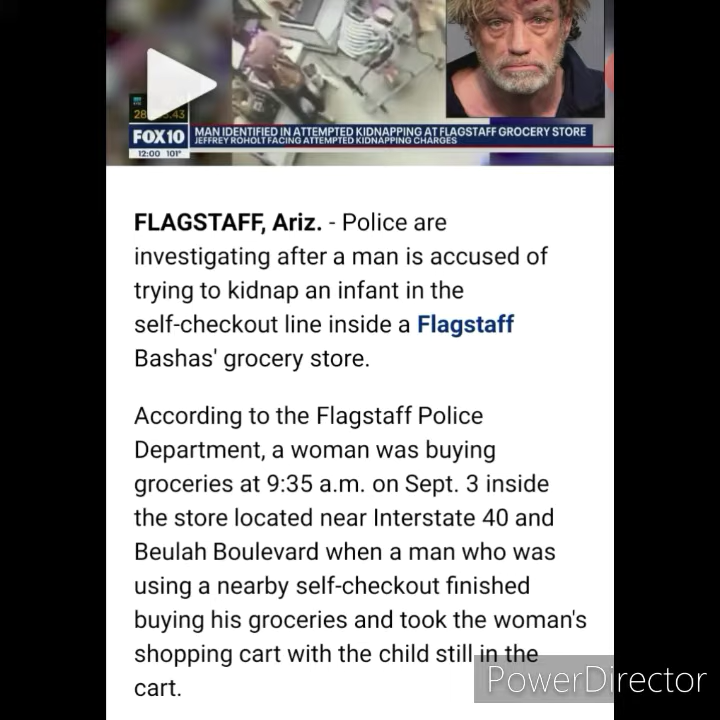 28 43
FOX 10
MAN IDENTIFIED IN ATTEMPTED KIDNAPPING AT FLAGSTAFF GROCERY STORE
JEFFREY ROHOLT FACING ATTEMPTED KIDNAPPING CHARGES
12:00 101°
FLAGSTAFF, Ariz. - Police are
investigating after a man is accused of
trying to kidnap an infant in the
self-checkout line inside a Flagstaff
Bashas' grocery store.
According to the Flagstaff Police
Department, a woman was buying
groceries at 9:35 a.m. on Sept. 3 inside
the store located near Interstate 40 and
Beulah Boulevard when a man who was
using a nearby self-checkout finished
buying his groceries and took the woman's
shopping cart with the child still in the
cart.
PowerDirector